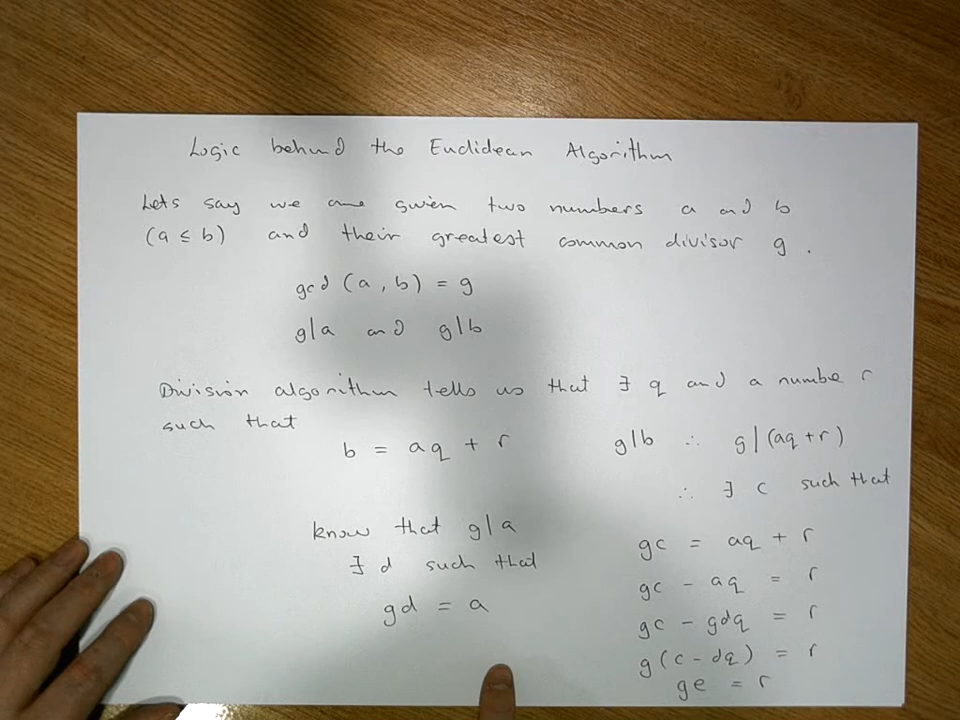 Logic behind the Euclidean Algorithm
Lets say we are given two numbers a and b
(a ≤ b) and their greatest common divisor g.
gcd (a, b) = g
g|a and g|b
Division algorithm tells us that ∃ q and a number r
such that
b = aq + r
g|b ∴ g|(aq + r)
∴ ∃ c such that
know that g|a
∃ d such that
gd = a
gc = aq + r
gc - aq = r
gc - gdq = r
g(c - dq) = r
ge = r